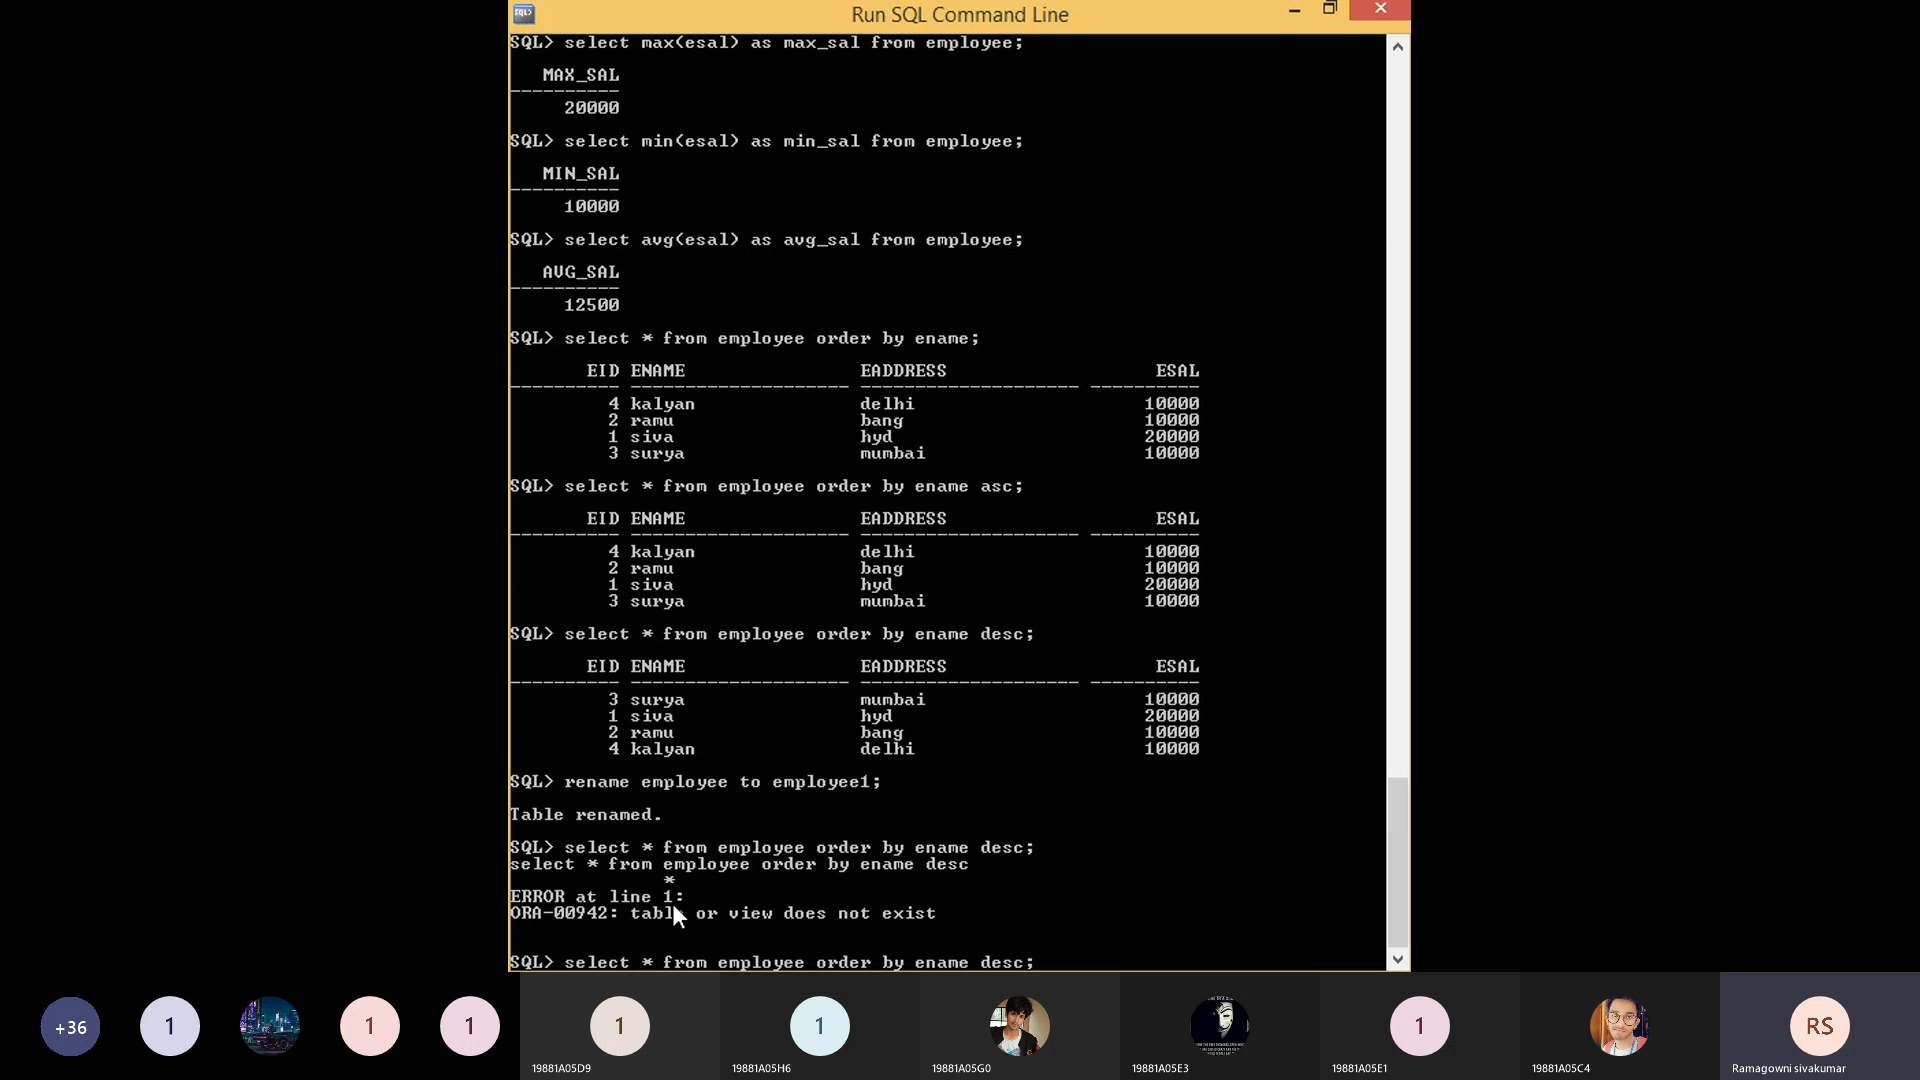 Run SQL Command Line
SQL> select max(esal) as max_sal from employee;
MAX_SAL
----------
20000
SQL> select min(esal) as min_sal from employee;
MIN_SAL
----------
10000
SQL> select avg(esal) as avg_sal from employee;
AVG_SAL
----------
12500
SQL> select * from employee order by ename;
EID ENAME EADDRESS ESAL
---------- -------------------- -------------------- ----------
4 kalyan delhi 10000
2 ramu bang 10000
1 siva hyd 20000
3 surya mumbai 10000
SQL> select * from employee order by ename asc;
EID ENAME EADDRESS ESAL
---------- -------------------- -------------------- ----------
4 kalyan delhi 10000
2 ramu bang 10000
1 siva hyd 20000
3 surya mumbai 10000
SQL> select * from employee order by ename desc;
EID ENAME EADDRESS ESAL
---------- -------------------- -------------------- ----------
3 surya mumbai 10000
1 siva hyd 20000
2 ramu bang 10000
4 kalyan delhi 10000
SQL> rename employee to employee1;
Table renamed.
SQL> select * from employee order by ename desc;
select * from employee order by ename desc
*
ERROR at line 1:
ORA-00942: table or view does not exist
SQL> select * from employee order by ename desc;
+36 1 1 1 1 1 1 RS
19881A05D9 19881A05H6 19881A05G0 19881A05E3 19881A05E1 19881A05C4 Ramagowni sivakumar